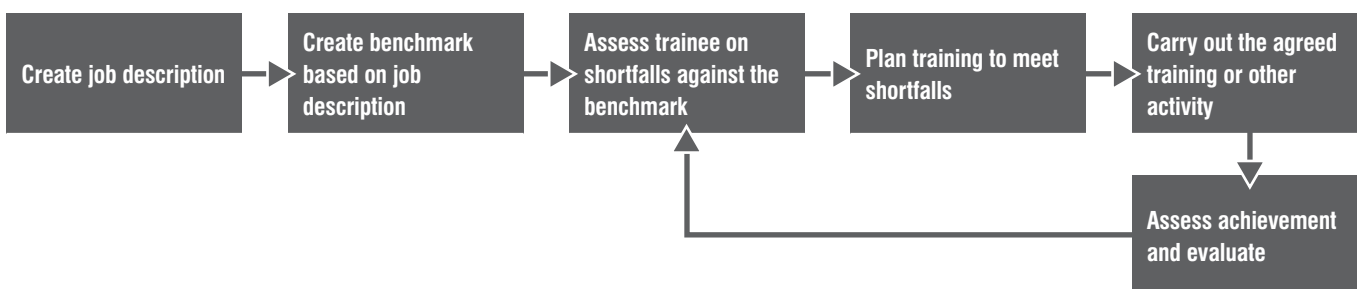 Create job description
Create benchmark
based on job
description
Assess trainee on
shortfalls against the
benchmark
Plan training to meet
shortfalls
Carry out the agreed
training or other
activity
Assess achievement
and evaluate